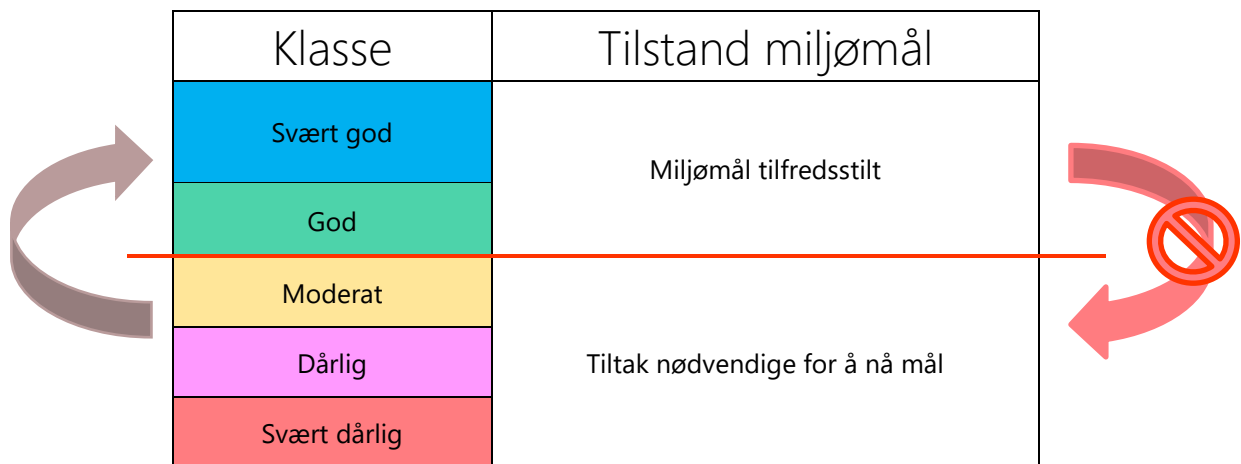 Klasse
Tilstand miljømål
Svært god
Miljømål tilfredsstilt
God
Moderat
Dårlig
Tiltak nødvendige for å nå mål
Svært dårlig